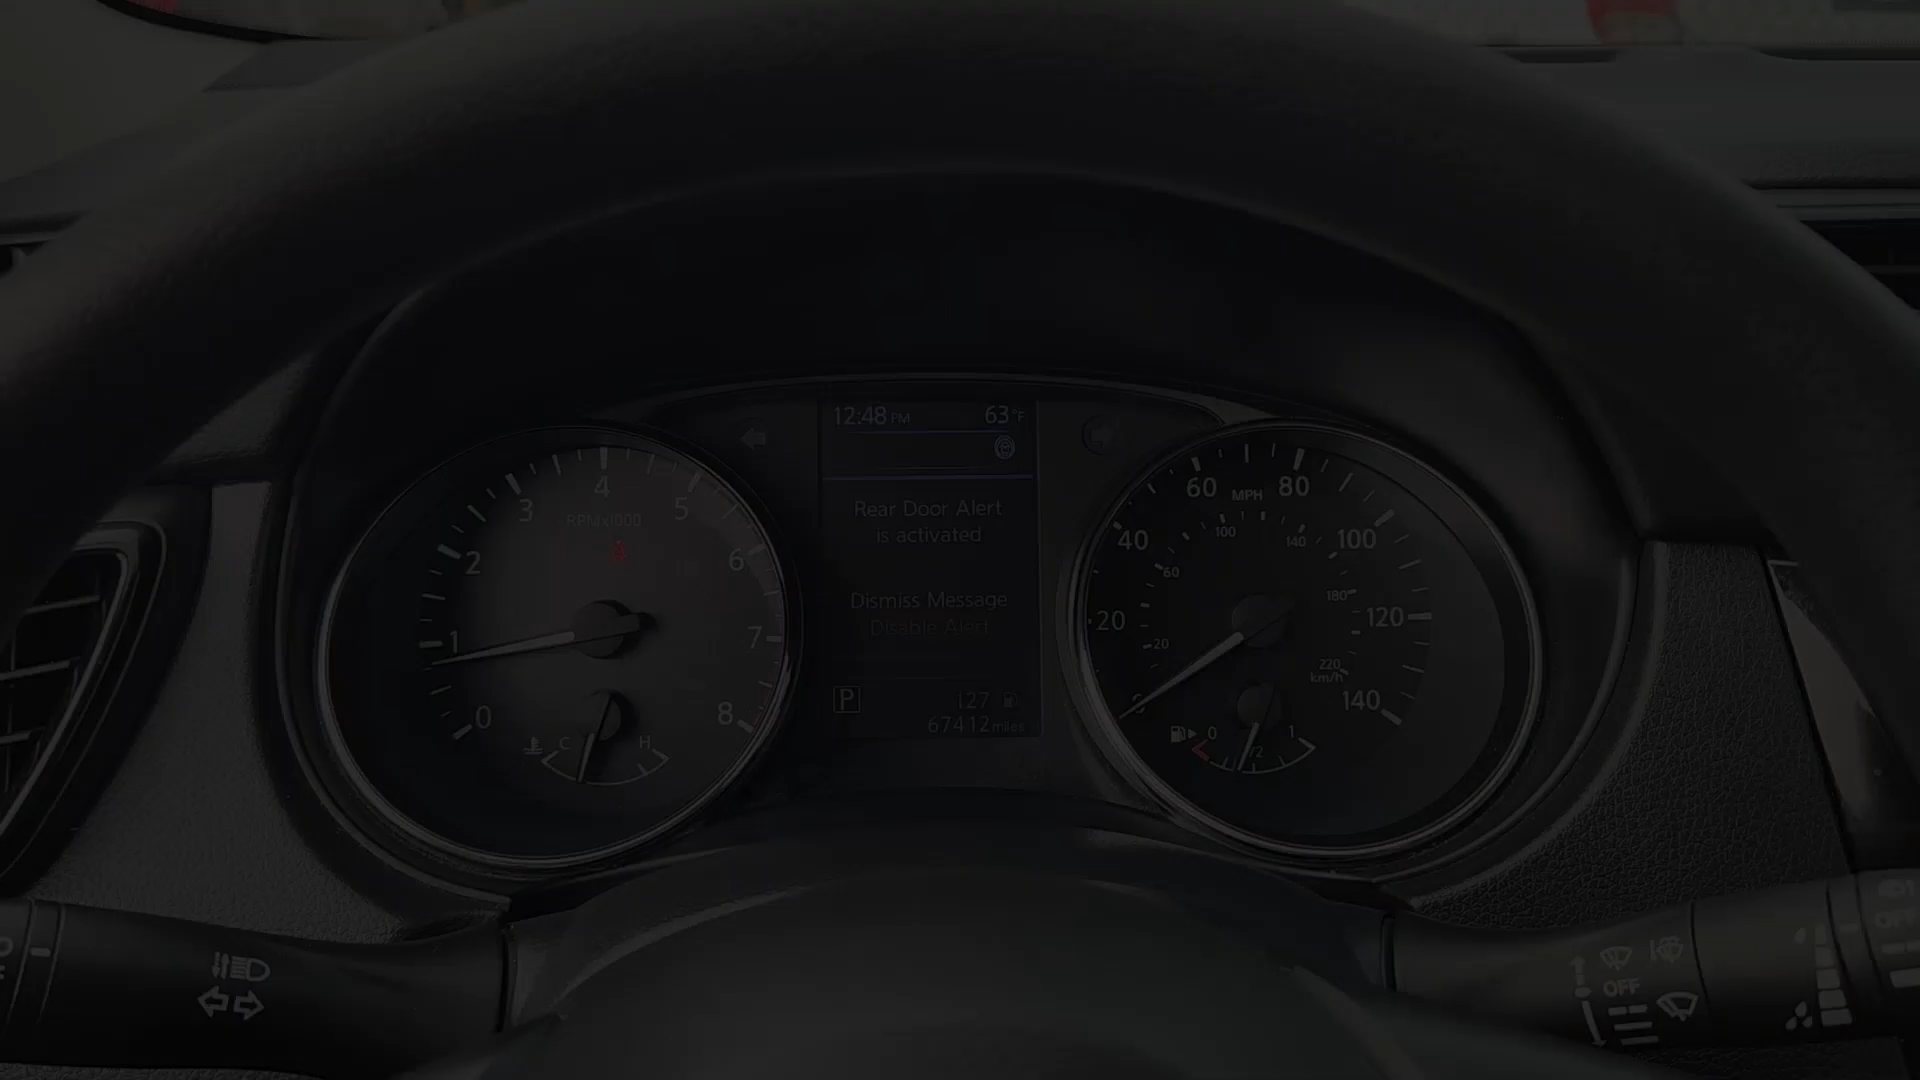 12:48 PM 63°F
Rear Door Alert
is activated
Dismiss Message
Disable Alert
P 127
67412 miles
0 1 2 3 4 5 6 7 8
RPMx1000
C H
20 40 60 80 100 120 140
MPH
20 60 100 140 180 220
km/h
0 1/2 1
OFF
OFF